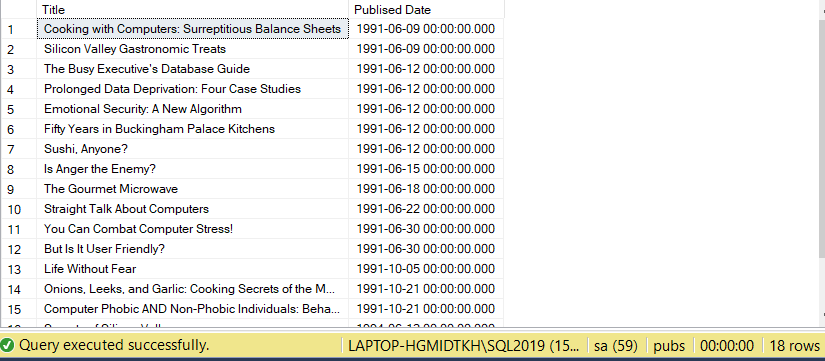 Title Publised Date
1 Cooking with Computers: Surreptitious Balance Sheets 1991-06-09 00:00:00.000
2 Silicon Valley Gastronomic Treats 1991-06-09 00:00:00.000
3 The Busy Executive's Database Guide 1991-06-12 00:00:00.000
4 Prolonged Data Deprivation: Four Case Studies 1991-06-12 00:00:00.000
5 Emotional Security: A New Algorithm 1991-06-12 00:00:00.000
6 Fifty Years in Buckingham Palace Kitchens 1991-06-12 00:00:00.000
7 Sushi, Anyone? 1991-06-12 00:00:00.000
8 Is Anger the Enemy? 1991-06-15 00:00:00.000
9 The Gourmet Microwave 1991-06-18 00:00:00.000
10 Straight Talk About Computers 1991-06-22 00:00:00.000
11 You Can Combat Computer Stress! 1991-06-30 00:00:00.000
12 But Is It User Friendly? 1991-06-30 00:00:00.000
13 Life Without Fear 1991-10-05 00:00:00.000
14 Onions, Leeks, and Garlic: Cooking Secrets of the M... 1991-10-21 00:00:00.000
15 Computer Phobic AND Non-Phobic Individuals: Beha... 1991-10-21 00:00:00.000
Query executed successfully. LAPTOP-HGMIDTKH\SQL2019 (15... sa (59) pubs 00:00:00 18 rows